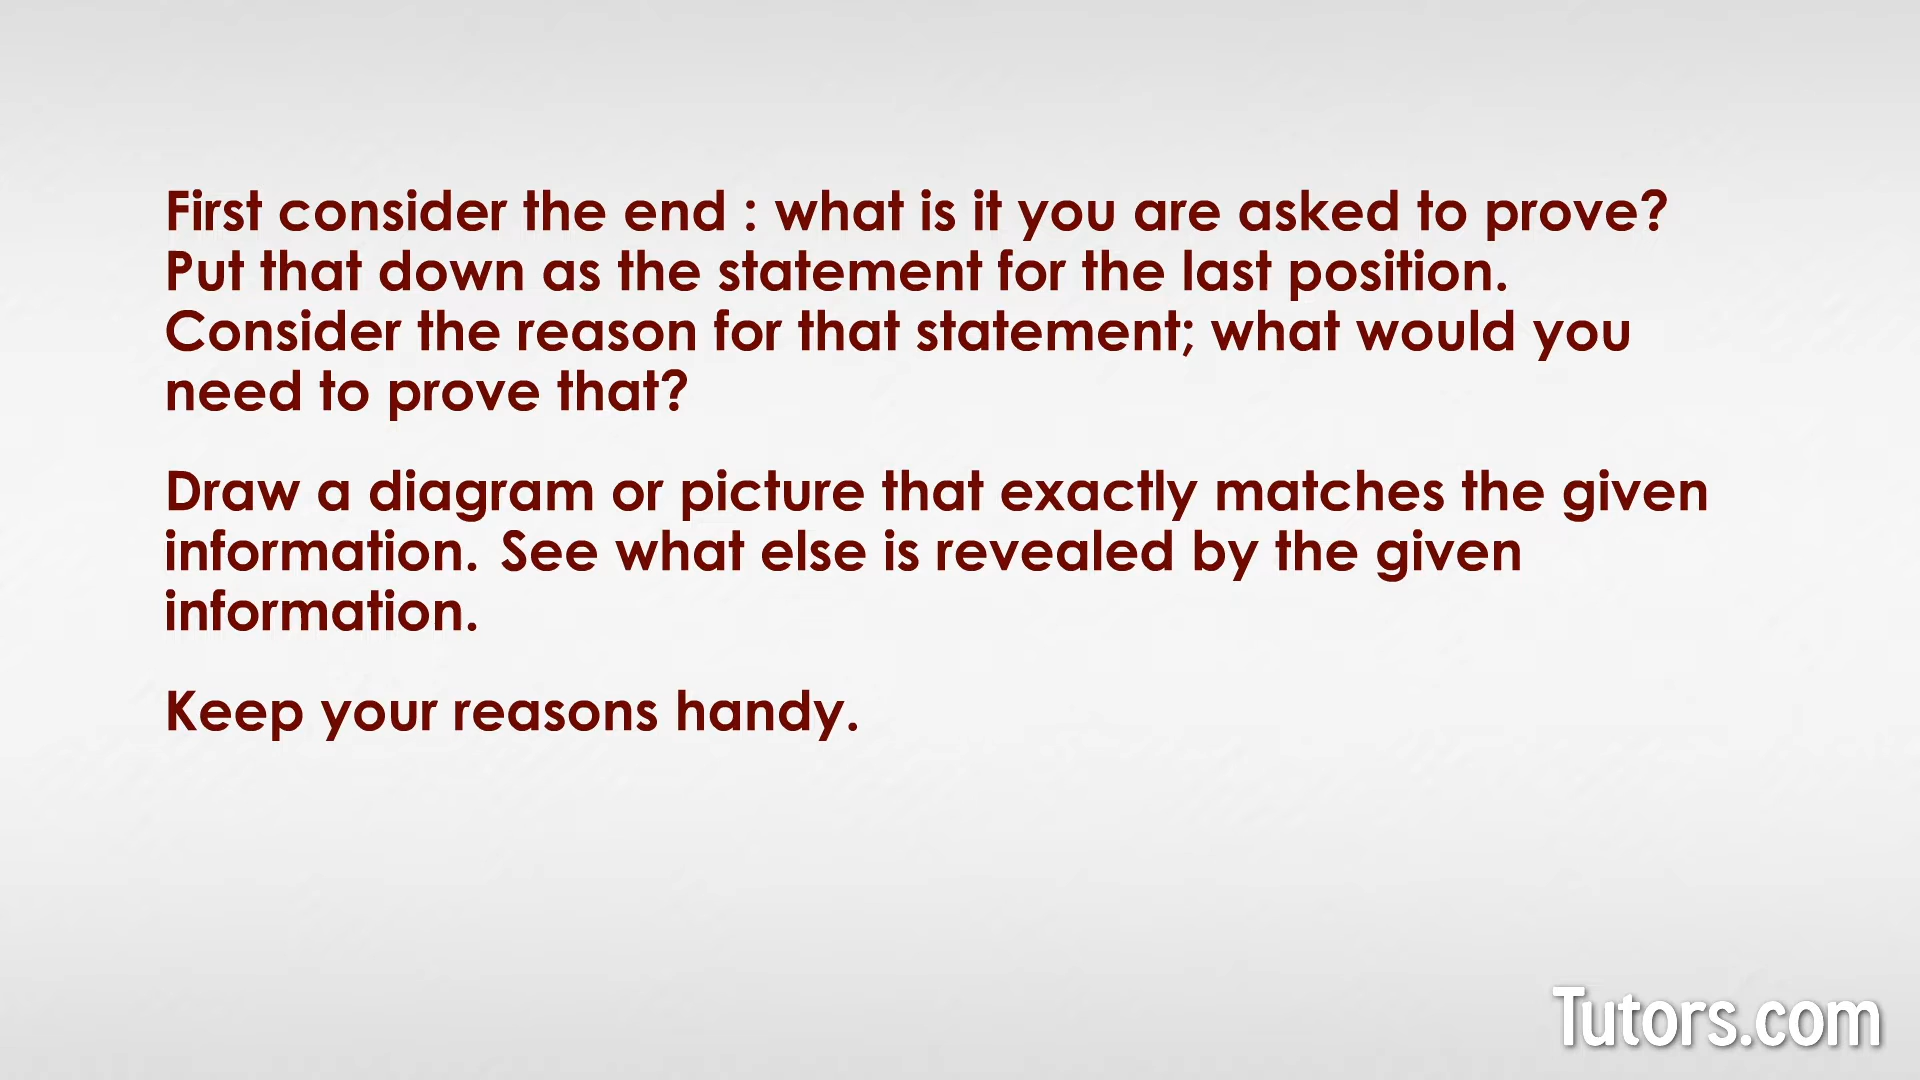 First consider the end : what is it you are asked to prove?
Put that down as the statement for the last position.
Consider the reason for that statement; what would you
need to prove that?
Draw a diagram or picture that exactly matches the given
information. See what else is revealed by the given
information.
Keep your reasons handy.
Tutors.com